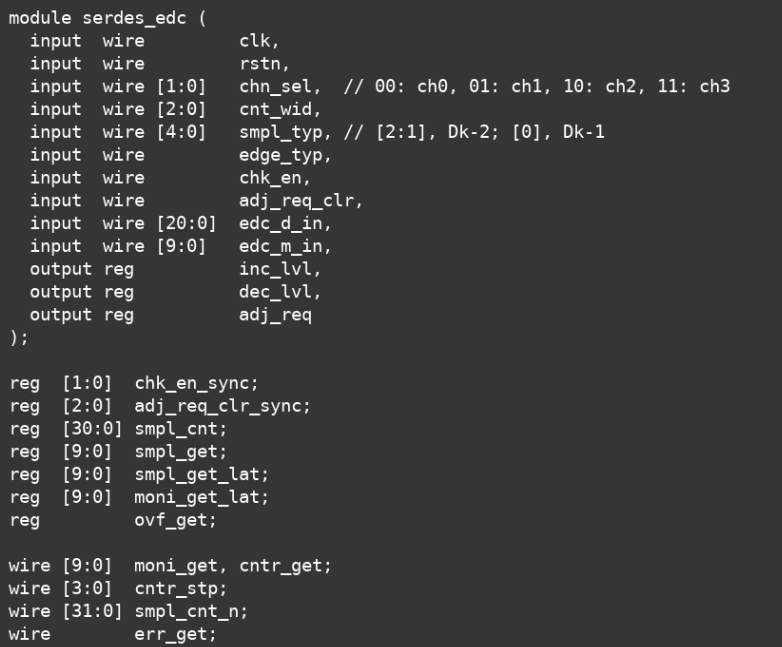 module serdes_edc (
  input  wire         clk,
  input  wire         rstn,
  input  wire [1:0]   chn_sel,  // 00: ch0, 01: ch1, 10: ch2, 11: ch3
  input  wire [2:0]   cnt_wid,
  input  wire [4:0]   smpl_typ, // [2:1], Dk-2; [0], Dk-1
  input  wire         edge_typ,
  input  wire         chk_en,
  input  wire         adj_req_clr,
  input  wire [20:0]  edc_d_in,
  input  wire [9:0]   edc_m_in,
  output reg          inc_lvl,
  output reg          dec_lvl,
  output reg          adj_req
);

reg  [1:0]  chk_en_sync;
reg  [2:0]  adj_req_clr_sync;
reg  [30:0] smpl_cnt;
reg  [9:0]  smpl_get;
reg  [9:0]  smpl_get_lat;
reg  [9:0]  moni_get_lat;
reg         ovf_get;

wire [9:0]  moni_get, cntr_get;
wire [3:0]  cntr_stp;
wire [31:0] smpl_cnt_n;
wire        err_get;